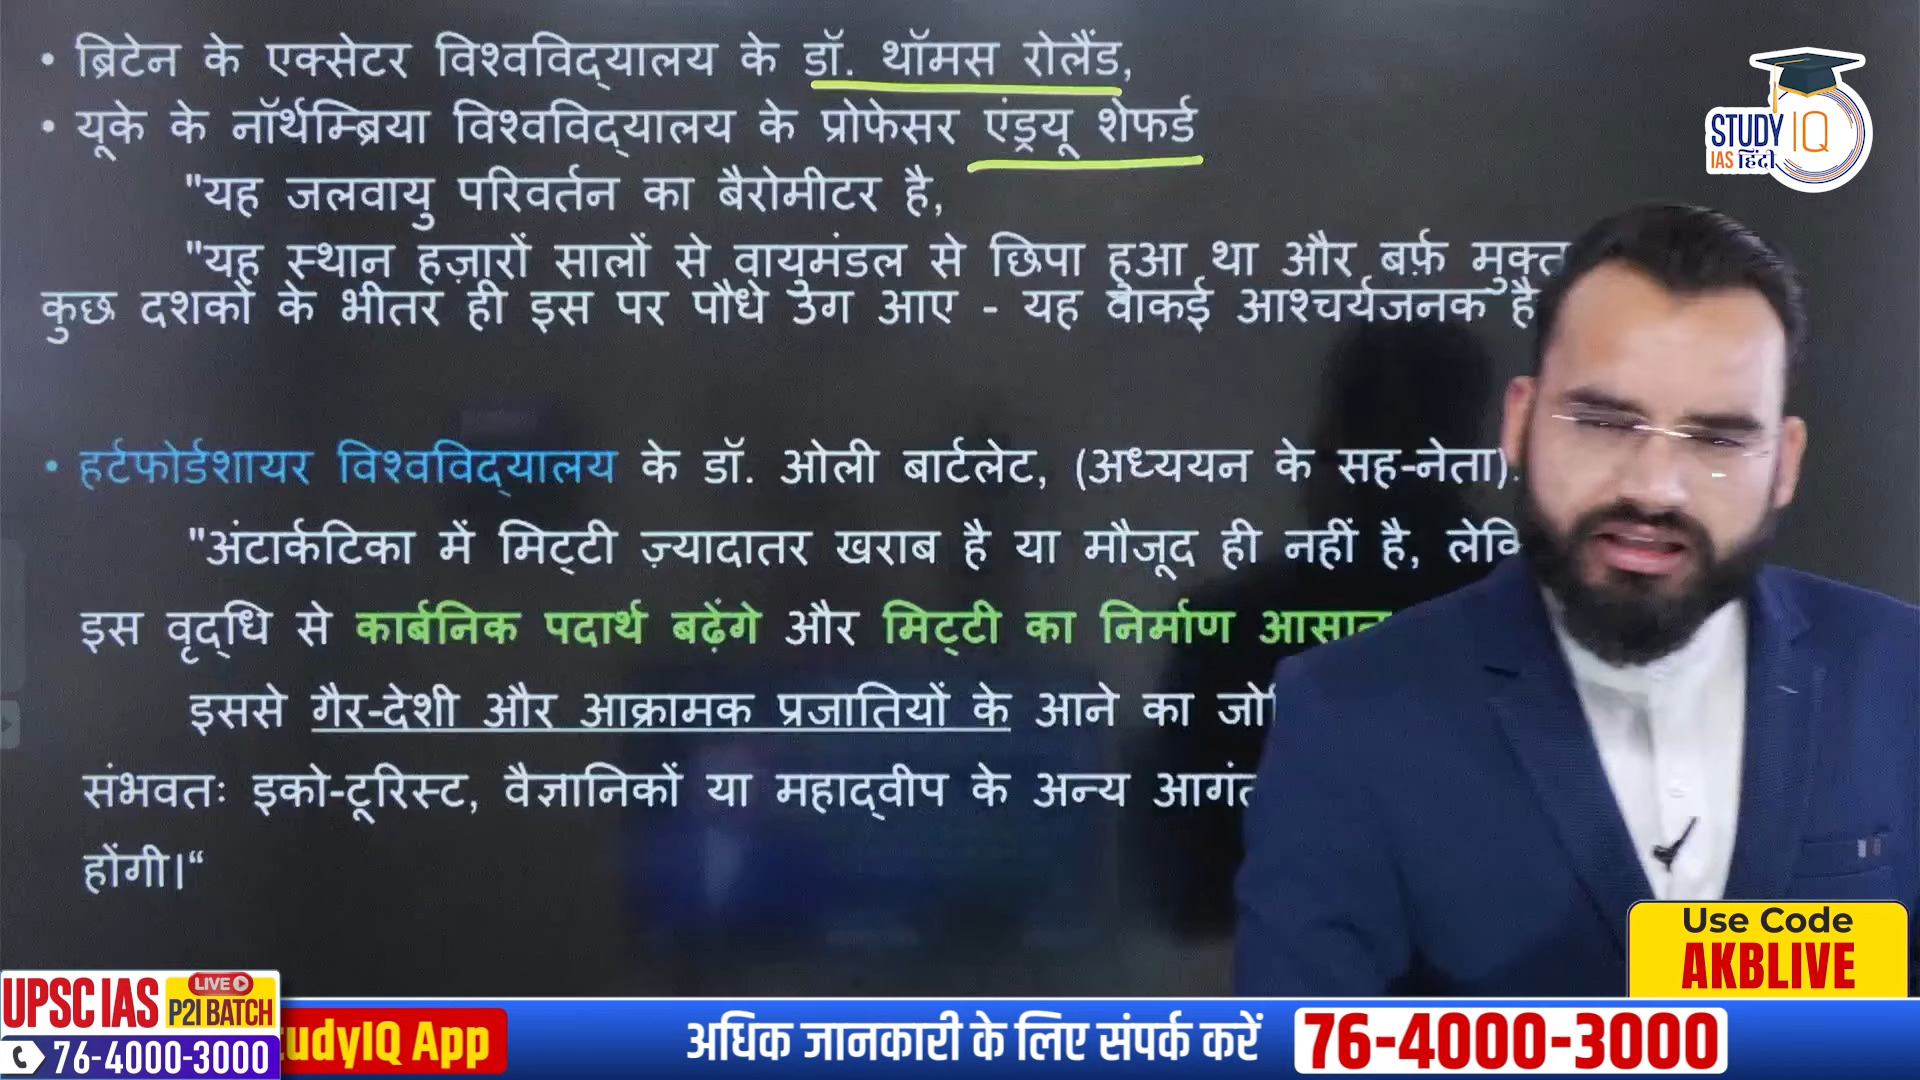 • ब्रिटेन के एक्सेटर विश्वविद्यालय के डॉ. थॉमस रोलैंड,
• यूके के नॉर्थम्ब्रिया विश्वविद्यालय के प्रोफेसर एंड्रयू शेफर्ड
"यह जलवायु परिवर्तन का बैरोमीटर है,
"यह स्थान हज़ारों सालों से वायुमंडल से छिपा हुआ था और बर्फ़ मुक्त
कुछ दशकों के भीतर ही इस पर पौधे उग आए - यह वाकई आश्चर्यजनक है
• हर्टफोर्डशायर विश्वविद्यालय के डॉ. ओली बार्टलेट, (अध्ययन के सह-नेता)
"अंटार्कटिका में मिट्टी ज़्यादातर खराब है या मौजूद ही नहीं है,
इस वृद्धि से कार्बनिक पदार्थ बढ़ेंगे और मिट्टी का निर्माण
इससे गैर-देशी और आक्रामक प्रजातियों के आने का
संभवतः इको-टूरिस्ट, वैज्ञानिकों या महाद्वीप के अन्य
होंगी।“
STUDY IQ
IAS हिंदी
Use Code
AKBLIVE
UPSC IAS LIVE P2I BATCH
76-4000-3000
App
अधिक जानकारी के लिए संपर्क करें 76-4000-3000